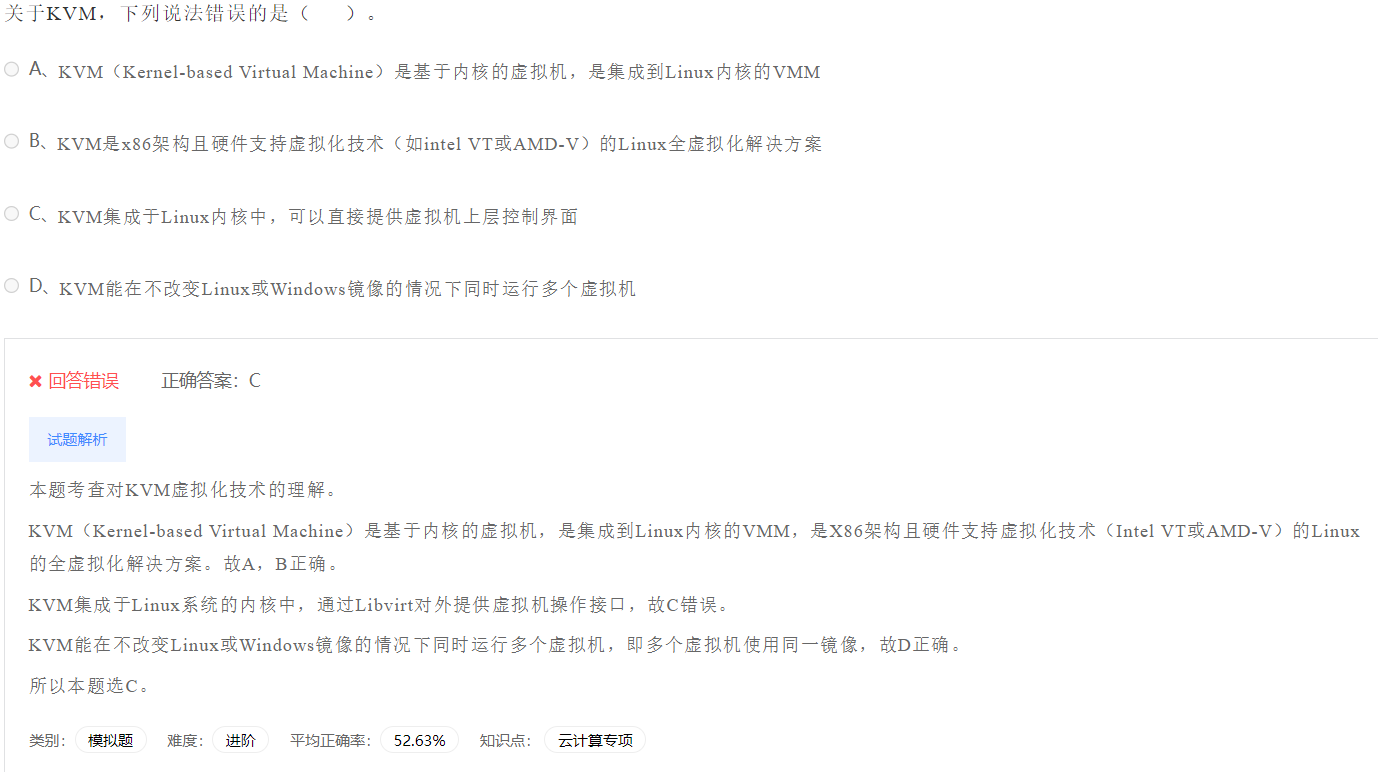 关于KVM，下列说法错误的是（　　）。
A、KVM（Kernel-based Virtual Machine）是基于内核的虚拟机，是集成到Linux内核的VMM
B、KVM是x86架构且硬件支持虚拟化技术（如intel VT或AMD-V）的Linux全虚拟化解决方案
C、KVM集成于Linux内核中，可以直接提供虚拟机上层控制界面
D、KVM能在不改变Linux或Windows镜像的情况下同时运行多个虚拟机
回答错误 正确答案：C
试题解析
本题考查对KVM虚拟化技术的理解。
KVM（Kernel-based Virtual Machine）是基于内核的虚拟机，是集成到Linux内核的VMM，是X86架构且硬件支持虚拟化技术（Intel VT或AMD-V）的Linux
的全虚拟化解决方案。故A，B正确。
KVM集成于Linux系统的内核中，通过Libvirt对外提供虚拟机操作接口，故C错误。
KVM能在不改变Linux或Windows镜像的情况下同时运行多个虚拟机，即多个虚拟机使用同一镜像，故D正确。
所以本题选C。
类别： 模拟题 难度： 进阶 平均正确率： 52.63% 知识点： 云计算专项